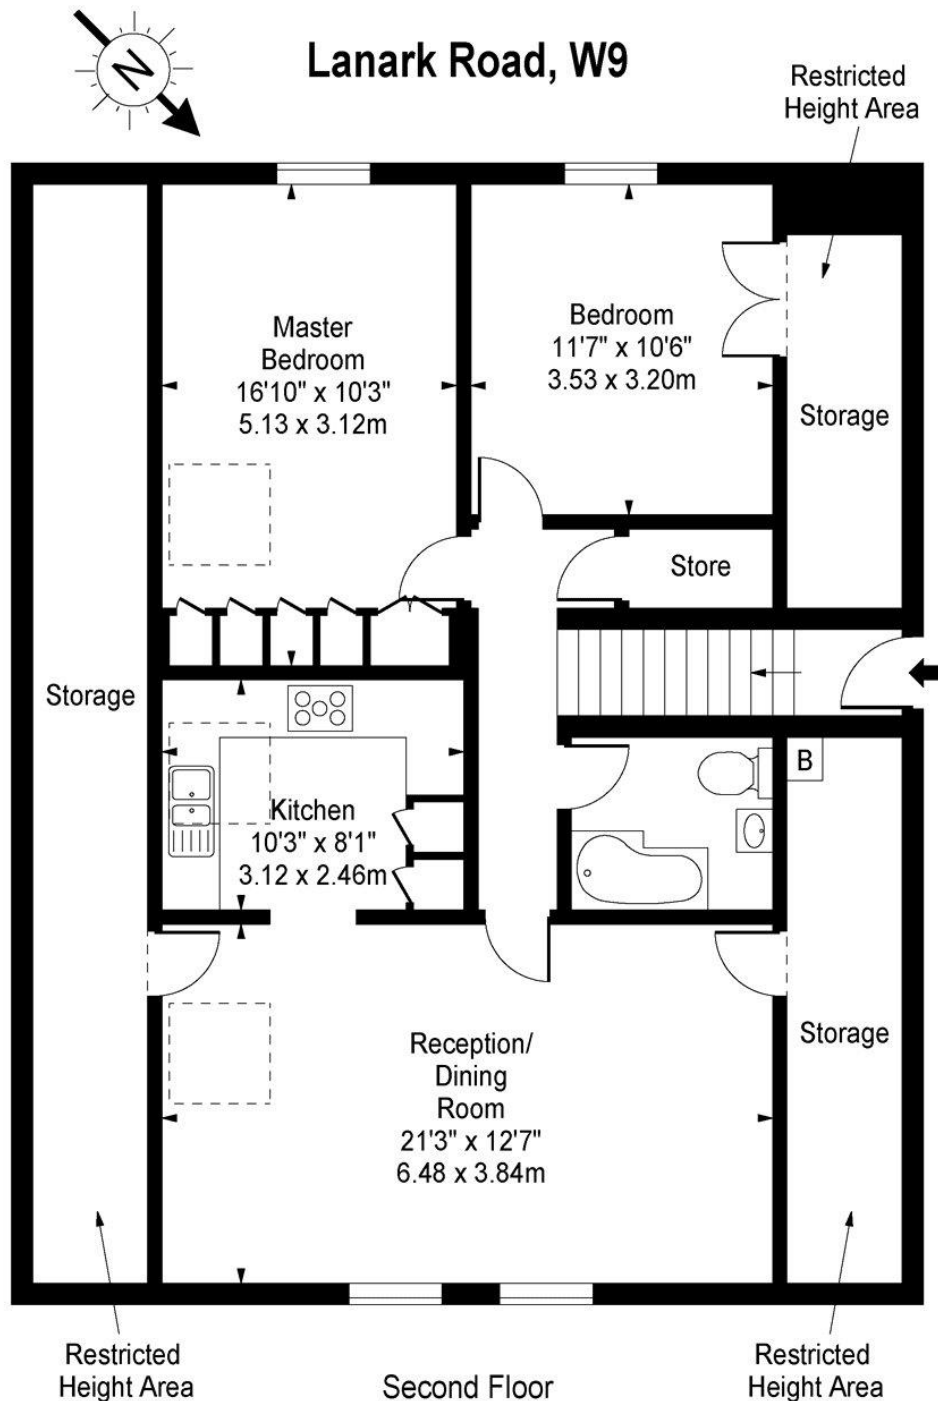 N
Lanark Road, W9
Restricted
Height Area
Master
Bedroom
16'10" x 10'3"
5.13 x 3.12m
Bedroom
11'7" x 10'6"
3.53 x 3.20m
Storage
Store
Storage
B
Kitchen
10'3" x 8'1"
3.12 x 2.46m
Reception/
Dining
Room
21'3" x 12'7"
6.48 x 3.84m
Storage
Restricted
Height Area
Second Floor
Restricted
Height Area